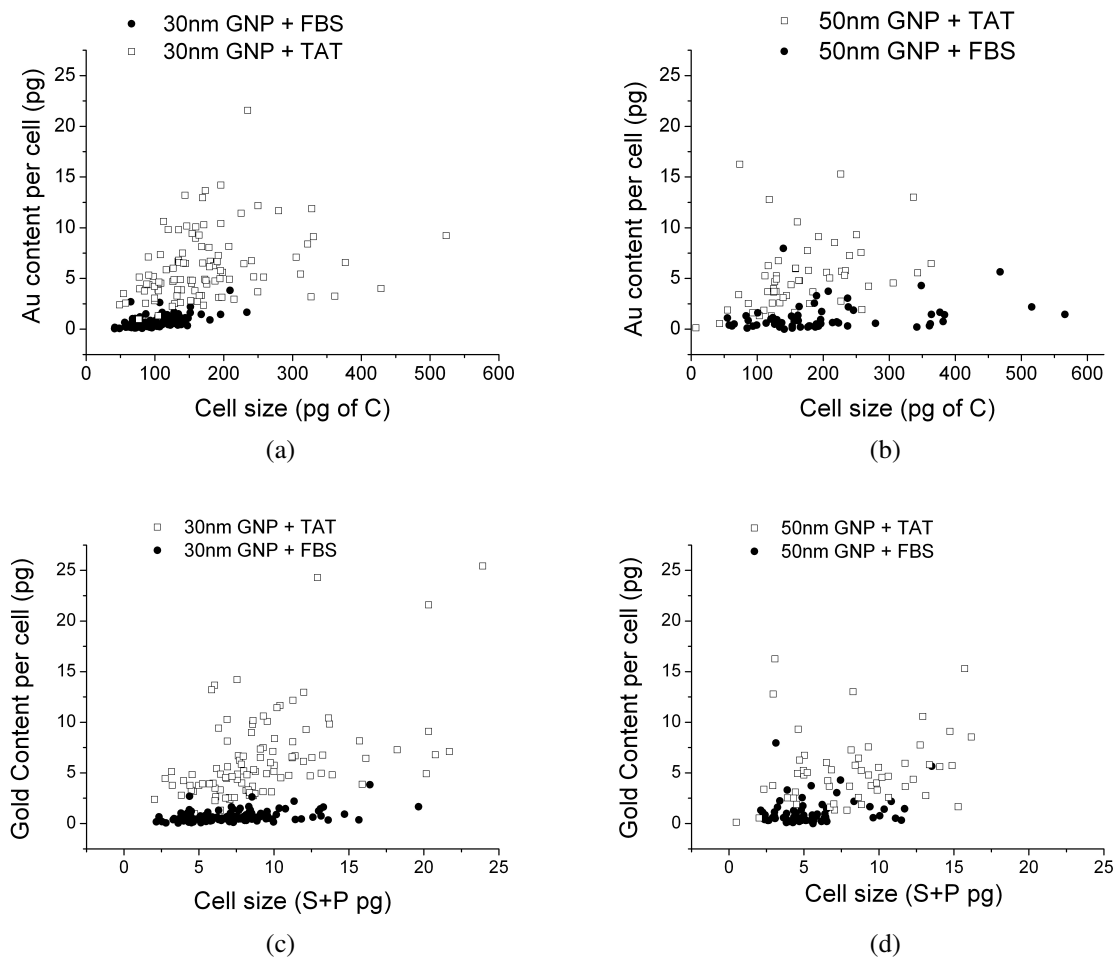 30nm GNP + FBS
30nm GNP + TAT
Au content per cell (pg)
25
20
15
10
5
0
0 100 200 300 400 500 600
Cell size (pg of C)
(a)
50nm GNP + TAT
50nm GNP + FBS
Au content per cell (pg)
25
20
15
10
5
0
0 100 200 300 400 500 600
Cell size (pg of C)
(b)
30nm GNP + TAT
30nm GNP + FBS
Gold Content per cell (pg)
25
20
15
10
5
0
0 5 10 15 20 25
Cell size (S+P pg)
(c)
50nm GNP + TAT
50nm GNP + FBS
Gold Content per cell (pg)
25
20
15
10
5
0
0 5 10 15 20 25
Cell size (S+P pg)
(d)